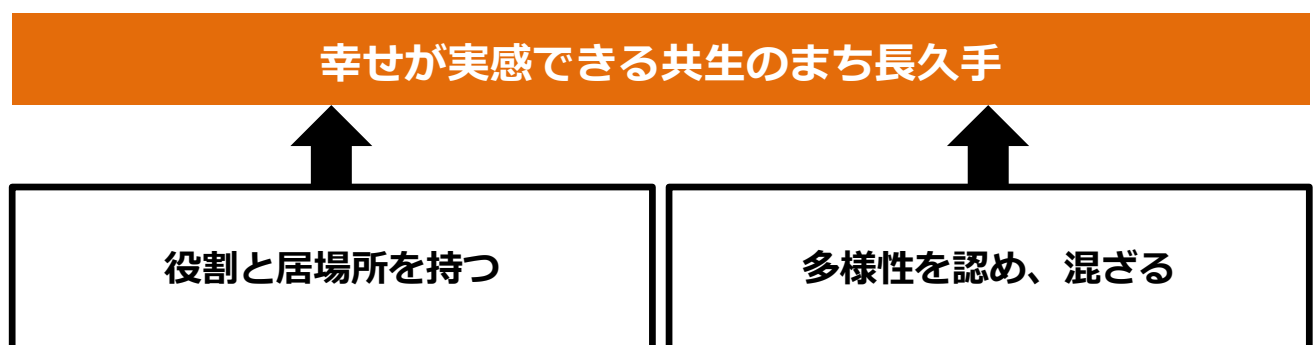 幸せが実感できる共生のまち長久手
役割と居場所を持つ
多様性を認め、混ざる